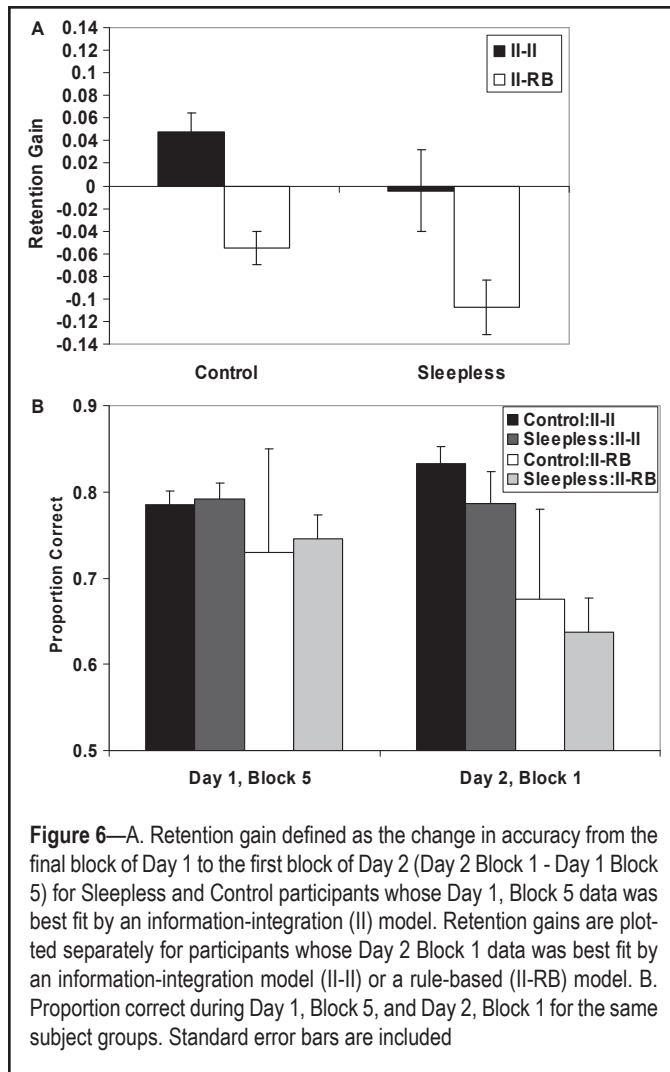 A
0.14
0.12
0.1
0.08
0.06
0.04
0.02
0
-0.02
-0.04
-0.06
-0.08
-0.1
-0.12
-0.14
Retention Gain
II-II
II-RB
Control Sleepless
B
0.9
0.8
0.7
0.6
0.5
Proportion Correct
Control:II-II
Sleepless:II-II
Control:II-RB
Sleepless:II-RB
Day 1, Block 5 Day 2, Block 1
Figure 6—A. Retention gain defined as the change in accuracy from the
final block of Day 1 to the first block of Day 2 (Day 2 Block 1 - Day 1 Block
5) for Sleepless and Control participants whose Day 1, Block 5 data was
best fit by an information-integration (II) model. Retention gains are plot-
ted separately for participants whose Day 2 Block 1 data was best fit by
an information-integration model (II-II) or a rule-based (II-RB) model. B.
Proportion correct during Day 1, Block 5, and Day 2, Block 1 for the same
subject groups. Standard error bars are included